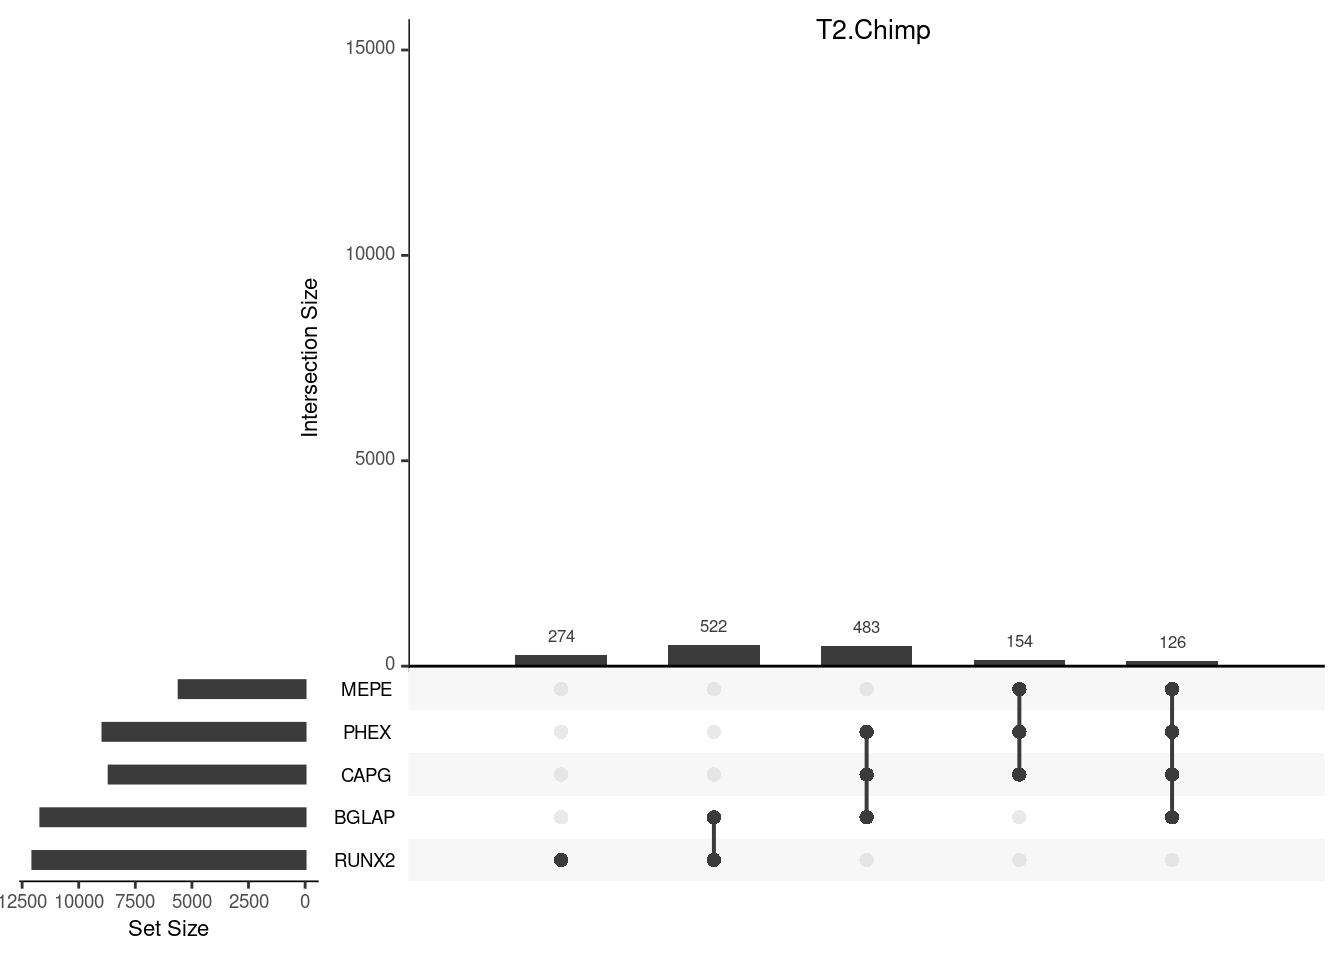 T2.Chimp
15000
10000
5000
0
Intersection Size
274
522
483
154
126
MEPE
PHEX
CAPG
BGLAP
RUNX2
12500 10000 7500 5000 2500 0
Set Size